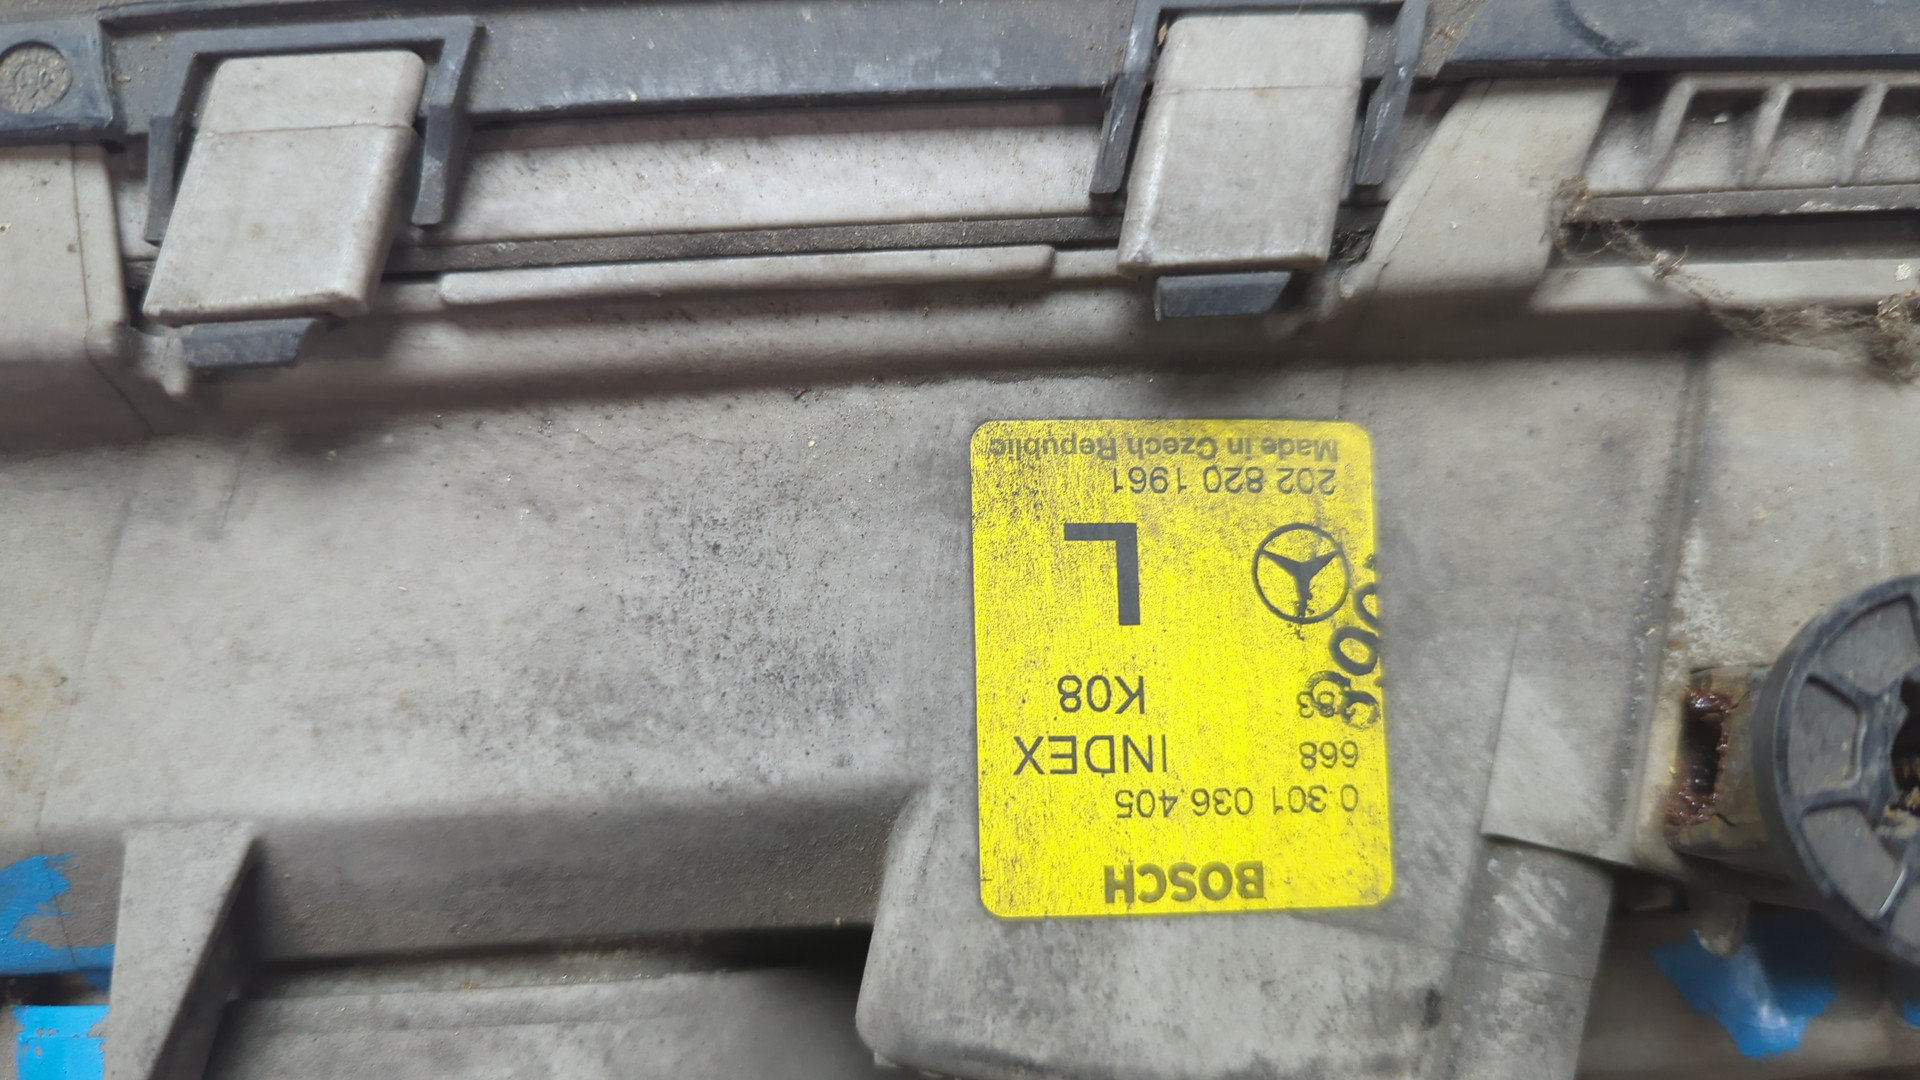 BOSCH
0 301 036 405
668 INDEX
K08
L
202 820 1961
Made in Czech Republic